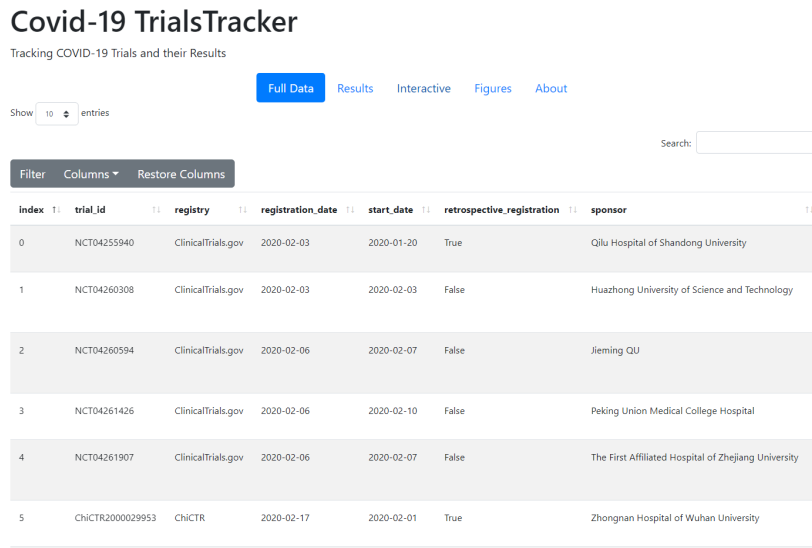 Covid-19 TrialsTracker
Tracking COVID-19 Trials and their Results
Full Data Results Interactive Figures About
Show 10 entries
Search:
Filter Columns Restore Columns
index trial_id registry registration_date start_date retrospective_registration sponsor
0 NCT04255940 ClinicalTrials.gov 2020-02-03 2020-01-20 True Qilu Hospital of Shandong University
1 NCT04260308 ClinicalTrials.gov 2020-02-03 2020-02-03 False Huazhong University of Science and Technology
2 NCT04260594 ClinicalTrials.gov 2020-02-06 2020-02-07 False Jieming QU
3 NCT04261426 ClinicalTrials.gov 2020-02-06 2020-02-10 False Peking Union Medical College Hospital
4 NCT04261907 ClinicalTrials.gov 2020-02-06 2020-02-07 False The First Affiliated Hospital of Zhejiang University
5 ChiCTR2000029953 ChiCTR 2020-02-17 2020-02-01 True Zhongnan Hospital of Wuhan University